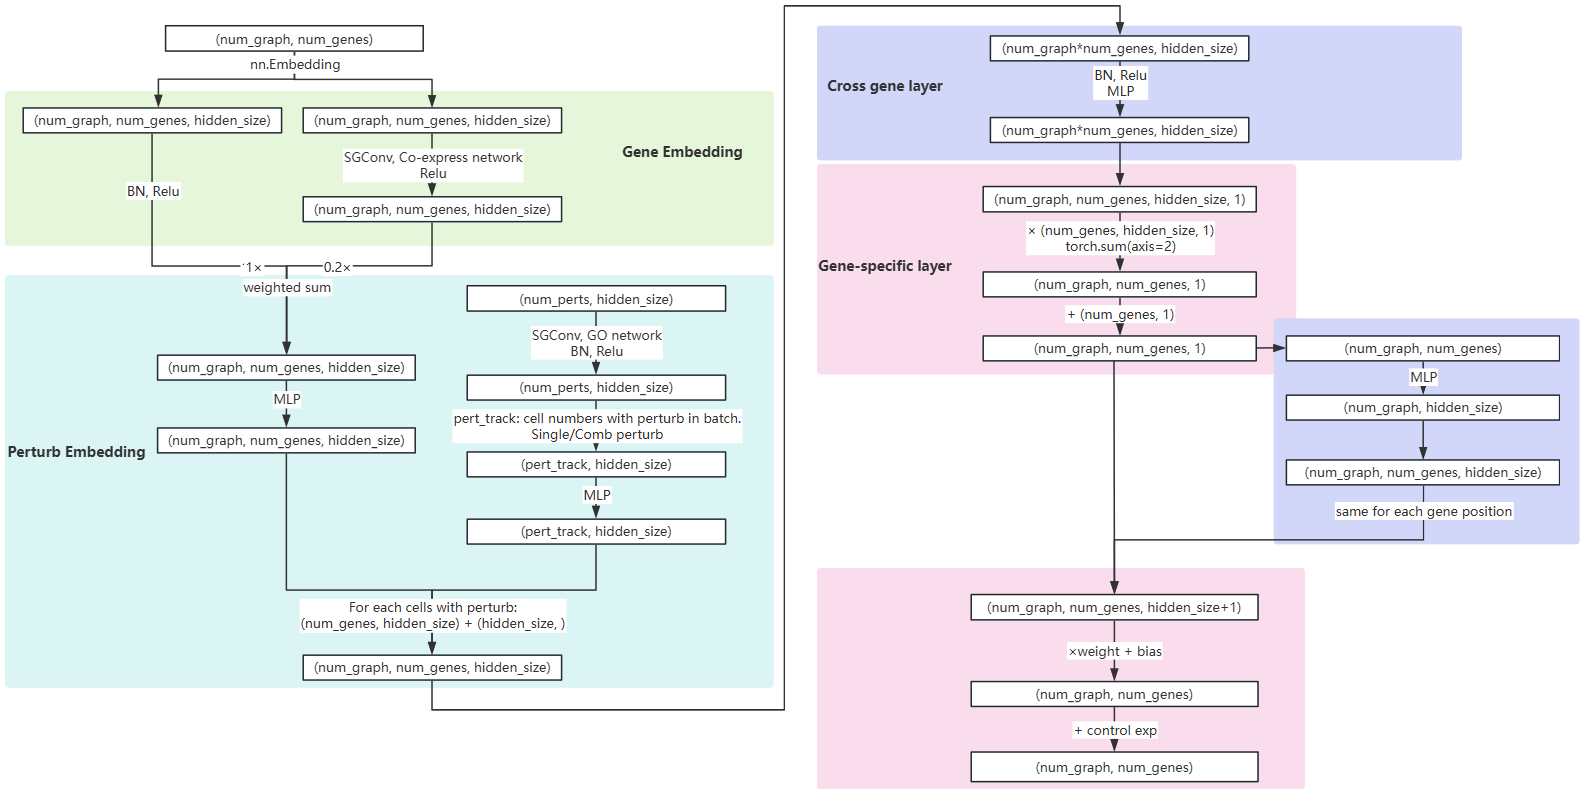 (num_graph, num_genes)
nn.Embedding
(num_graph, num_genes, hidden_size)
(num_graph, num_genes, hidden_size)
SGConv, Co-express network
Relu
Gene Embedding
BN, Relu
(num_graph, num_genes, hidden_size)
1×
0.2×
weighted sum
(num_perts, hidden_size)
SGConv, GO network
BN, Relu
(num_graph, num_genes, hidden_size)
(num_perts, hidden_size)
MLP
pert_track: cell numbers with perturb in batch.
Single/Comb perturb
(num_graph, num_genes, hidden_size)
Perturb Embedding
(pert_track, hidden_size)
MLP
(pert_track, hidden_size)
For each cells with perturb:
(num_genes, hidden_size) + (hidden_size, )
(num_graph, num_genes, hidden_size)
(num_graph*num_genes, hidden_size)
Cross gene layer
BN, Relu
MLP
(num_graph*num_genes, hidden_size)
(num_graph, num_genes, hidden_size, 1)
× (num_genes, hidden_size, 1)
torch.sum(axis=2)
Gene-specific layer
(num_graph, num_genes, 1)
+ (num_genes, 1)
(num_graph, num_genes, 1)
(num_graph, num_genes)
MLP
(num_graph, hidden_size)
(num_graph, num_genes, hidden_size)
same for each gene position
(num_graph, num_genes, hidden_size+1)
×weight + bias
(num_graph, num_genes)
+ control exp
(num_graph, num_genes)